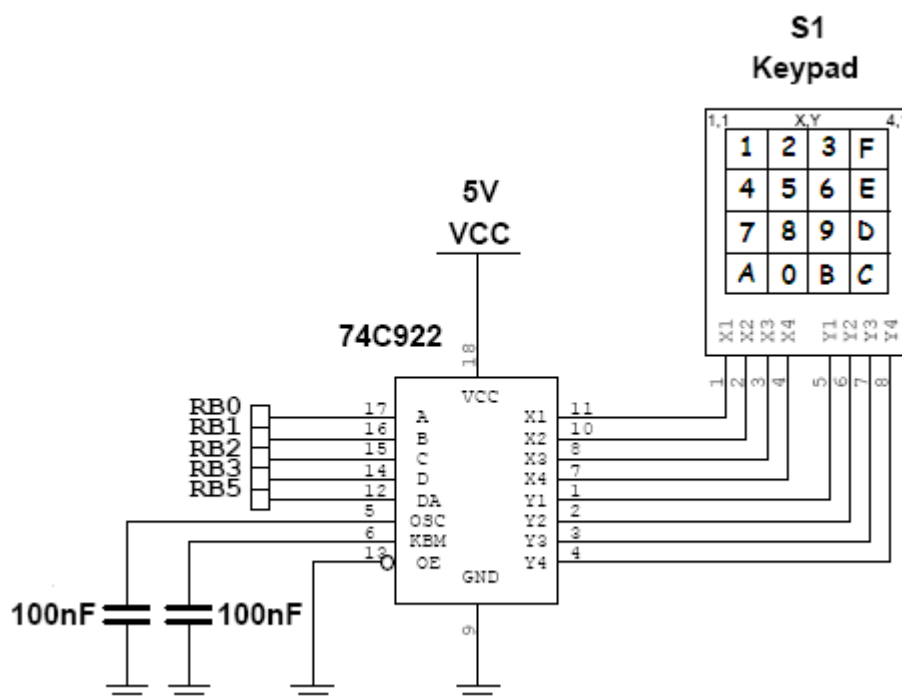 S1
Keypad
1,1 X,Y 4,
1 2 3 F
4 5 6 E
7 8 9 D
A 0 B C
X1 X2 X3 X4 Y1 Y2 Y3 Y4
1 2 3 4 5 6 7 8
5V
VCC
74C922
18
VCC
RB0 17 A X1 11
RB1 16 B X2 10
RB2 15 C X3 8
RB3 14 D X4 7
RB5 12 DA Y1 1
5 OSC Y2 2
6 KBM Y3 3
13 OE Y4 4
GND
9
100nF 100nF